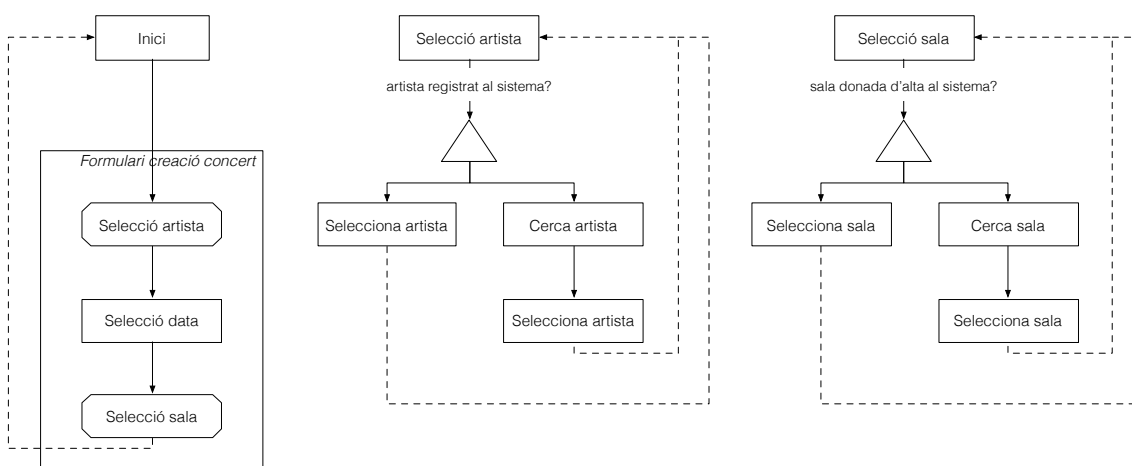 Inici
Formulari creació concert
Selecció artista
Selecció data
Selecció sala
Selecció artista
artista registrat al sistema?
Selecciona artista
Cerca artista
Selecciona artista
Selecció sala
sala donada d'alta al sistema?
Selecciona sala
Cerca sala
Selecciona sala